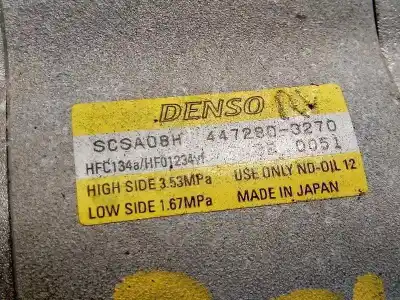 DENSO
SCSA08H 447280-3270
HFC134a/HFO1234yf 0051
HIGH SIDE 3.53MPa USE ONLY ND-OIL 12
LOW SIDE 1.67MPa MADE IN JAPAN